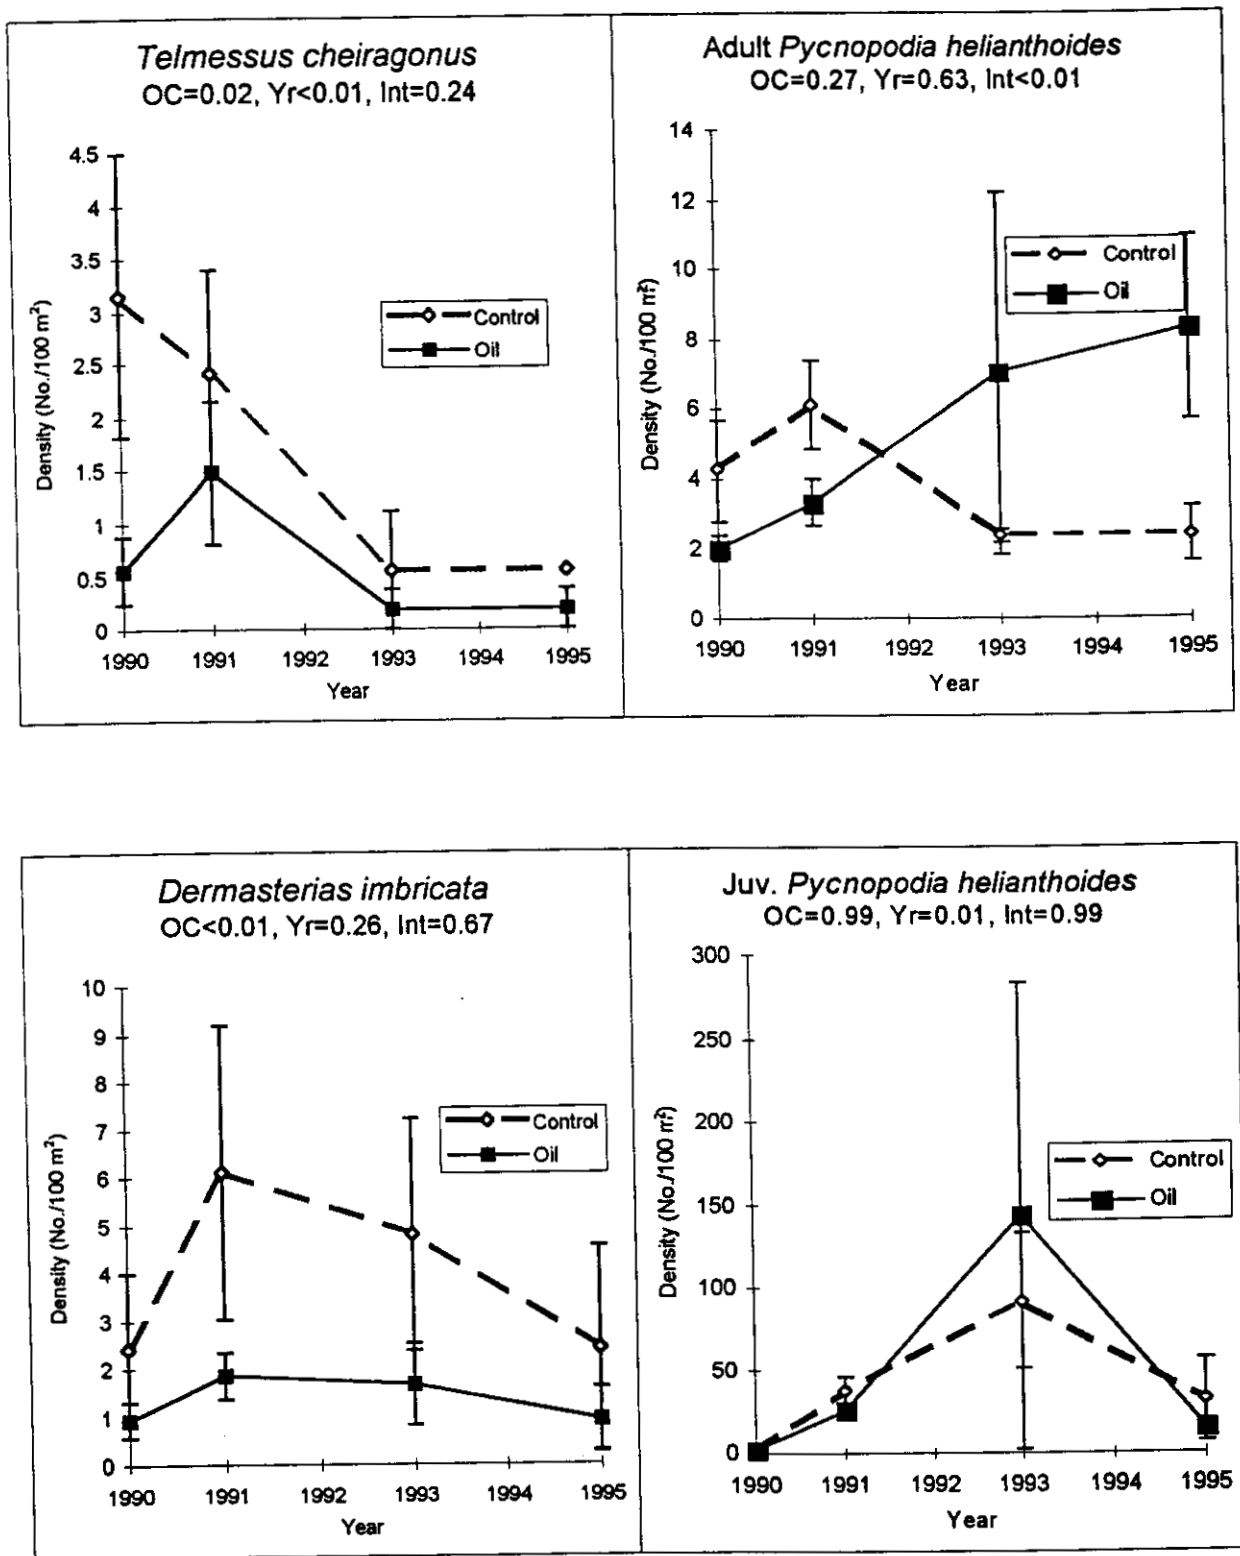 Telmessus cheiragonus
OC=0.02, Yr<0.01, Int=0.24
4.5
4
3.5
3
2.5
2
1.5
1
0.5
0
Density (No./100 m²)
Control
Oil
1990 1991 1992 1993 1994 1995
Year
Adult Pycnopodia helianthoides
OC=0.27, Yr=0.63, Int<0.01
14
12
10
8
6
4
2
0
Density (No./100 m²)
Control
Oil
1990 1991 1992 1993 1994 1995
Year
Dermasterias imbricata
OC<0.01, Yr=0.26, Int=0.67
10
9
8
7
6
5
4
3
2
1
0
Density (No./100 m²)
Control
Oil
1990 1991 1992 1993 1994 1995
Year
Juv. Pycnopodia helianthoides
OC=0.99, Yr=0.01, Int=0.99
300
250
200
150
100
50
0
Density (No./100 m²)
Control
Oil
1990 1991 1992 1993 1994 1995
Year